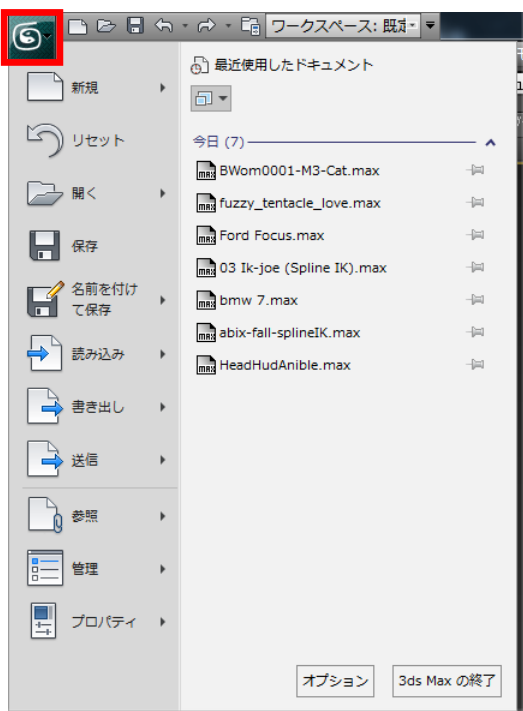 ワークスペース: 既定
新規
リセット
開く
保存
名前を付け
て保存
読み込み
書き出し
送信
参照
管理
プロパティ
最近使用したドキュメント
今日 (7)
BWom0001-M3-Cat.max
fuzzy_tentacle_love.max
Ford Focus.max
03 Ik-joe (Spline IK).max
bmw 7.max
abix-fall-splineIK.max
HeadHudAnible.max
オプション
3ds Max の終了